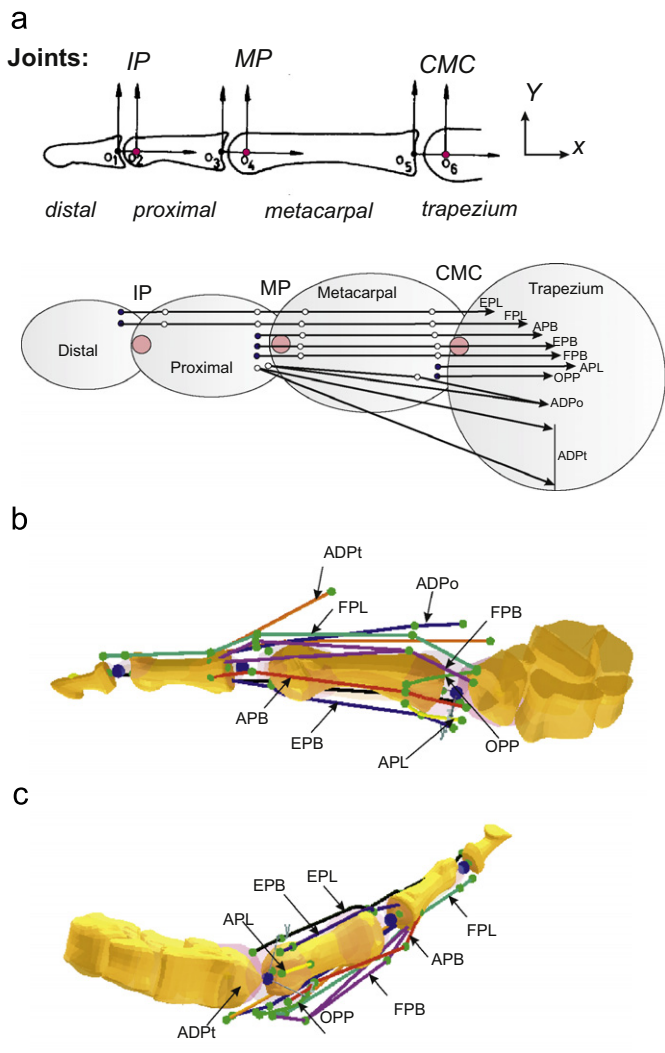 a
Joints: IP MP CMC
Y
x
o1 o2 o3 o4 o5 o6
distal proximal metacarpal trapezium
IP MP CMC
Metacarpal Trapezium
Distal Proximal
EPL
FPL
APB
EPB
FPB
APL
OPP
ADPo
ADPt
b
ADPt
ADPo
FPL FPB
APB
EPB
APL OPP
c
EPL
EPB
APL FPL
APB
FPB
OPP
ADPt